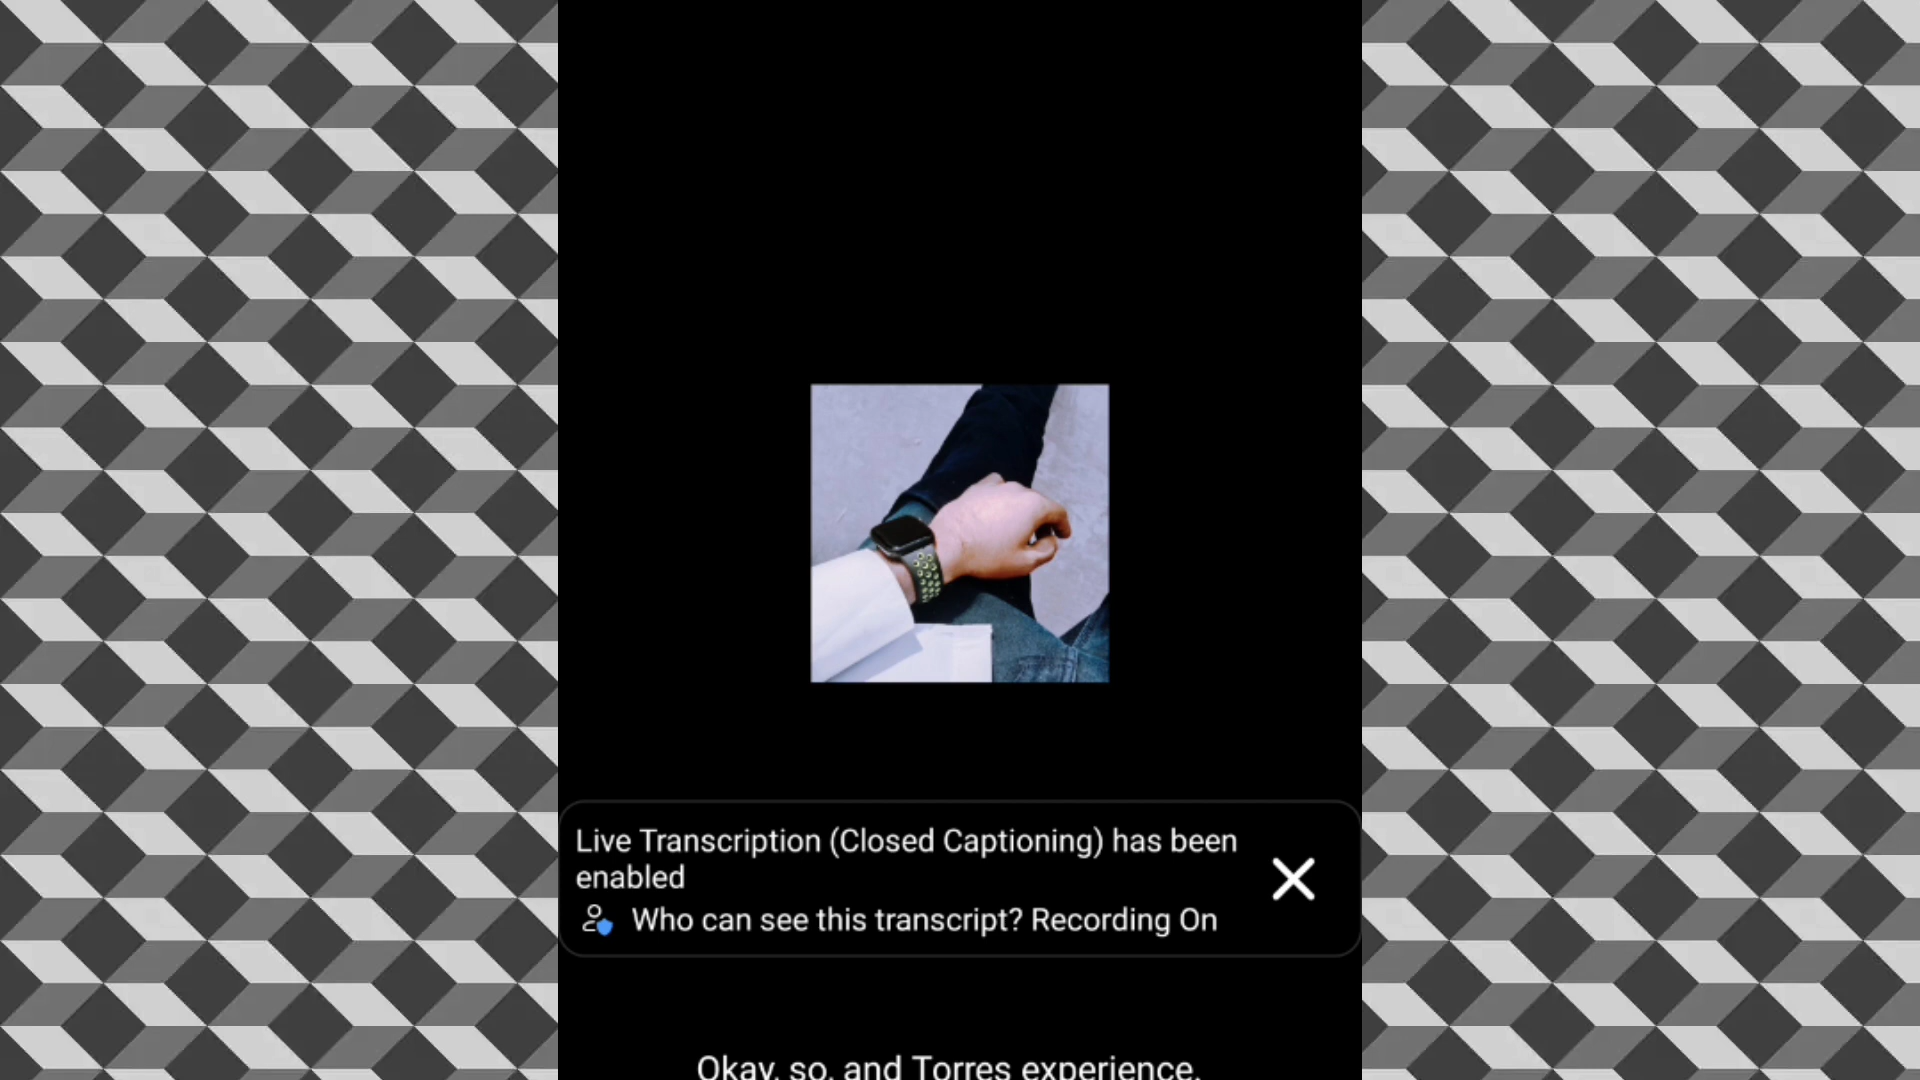 Live Transcription (Closed Captioning) has been
enabled
Who can see this transcript? Recording On
Okay, so, and Torres experience.